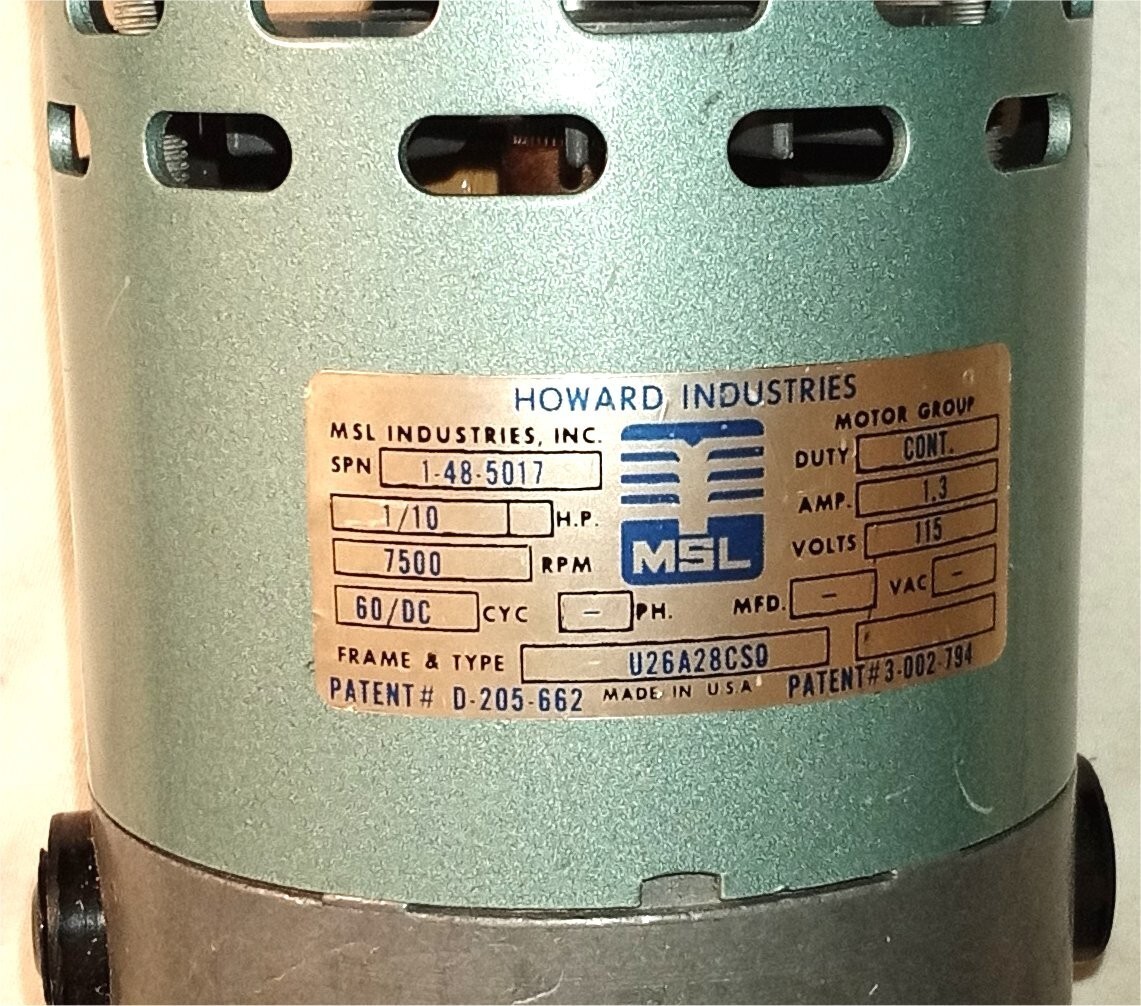 HOWARD INDUSTRIES
MSL INDUSTRIES, INC.
MOTOR GROUP
SPN 1-48-5017
DUTY CONT.
1/10 H.P.
AMP. 1.3
7500 RPM
MSL
VOLTS 115
60/DC CYC - PH.
MFD. - VAC -
FRAME & TYPE U26A28CSO
PATENT# D-205-662 MADE IN U.S.A PATENT# 3-002-794